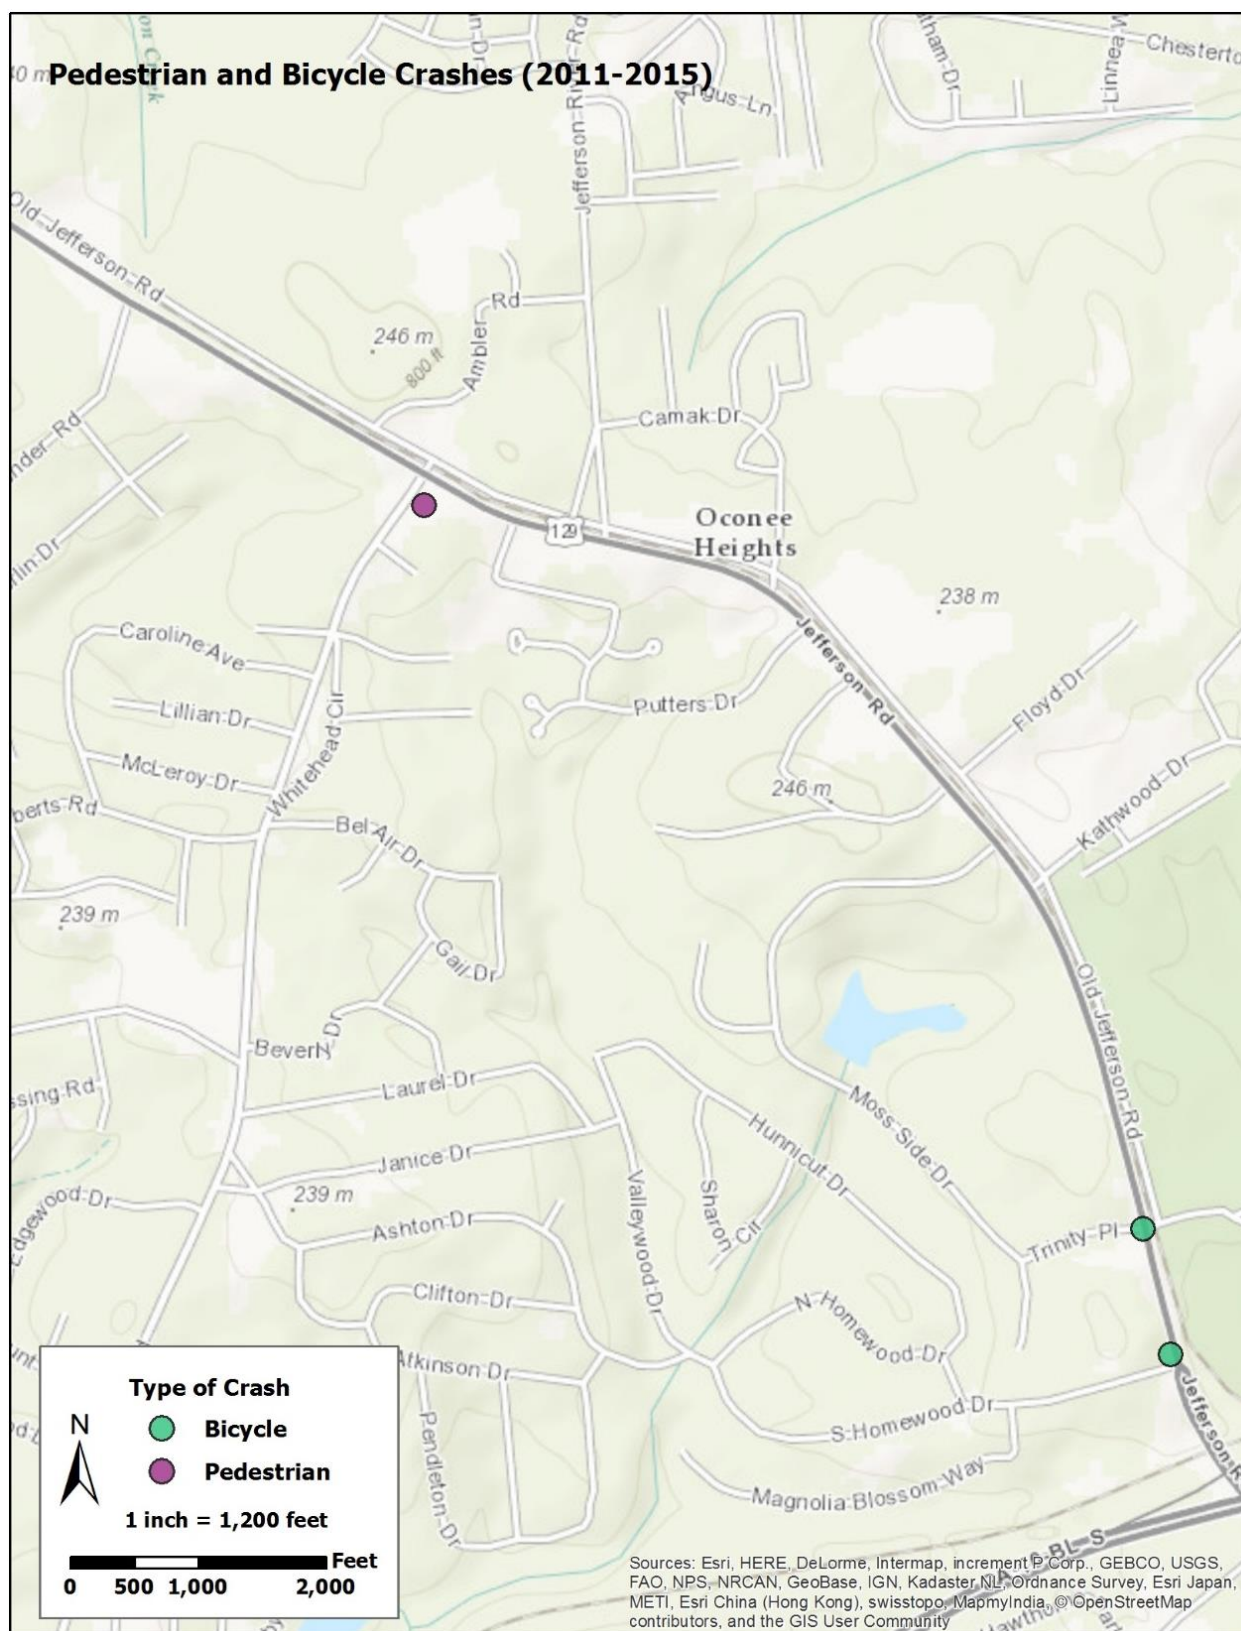 Pedestrian and Bicycle Crashes (2011-2015)
Jefferson River Rd
Chesterto
Linnea
Angus Ln
Old Jefferson Rd
246 m
800 ft
Ambler Rd
Camak Dr
129
Oconee
Heights
238 m
Jefferson Rd
Caroline Ave
Lillian Dr
McLeroy Dr
Whitehead Cir
Putters Dr
Floyd Dr
246 m
Kathwood Dr
berts Rd
Bel Air Dr
239 m
Gail Dr
Old Jefferson Rd
ssing Rd
Laurel Dr
Moss Side Dr
Hunnicut Dr
Janice Dr
Sharon Cir
Valleywood Dr
Edgewood Dr
239 m
Ashton Dr
Trinity Pl
Clifton Dr
N Homewood Dr
Atkinson Dr
Jefferson R
S Homewood Dr
Pendleton Dr
Magnolia Blossom Way
Type of Crash
N
Bicycle
Pedestrian
1 inch = 1,200 feet
Feet
0 500 1,000 2,000
BL S
Sources: Esri, HERE, DeLorme, Intermap, increment P Corp., GEBCO, USGS,
FAO, NPS, NRCAN, GeoBase, IGN, Kadaster NL, Ordnance Survey, Esri Japan,
METI, Esri China (Hong Kong), swisstopo, MapmyIndia, © OpenStreetMap
contributors, and the GIS User Community